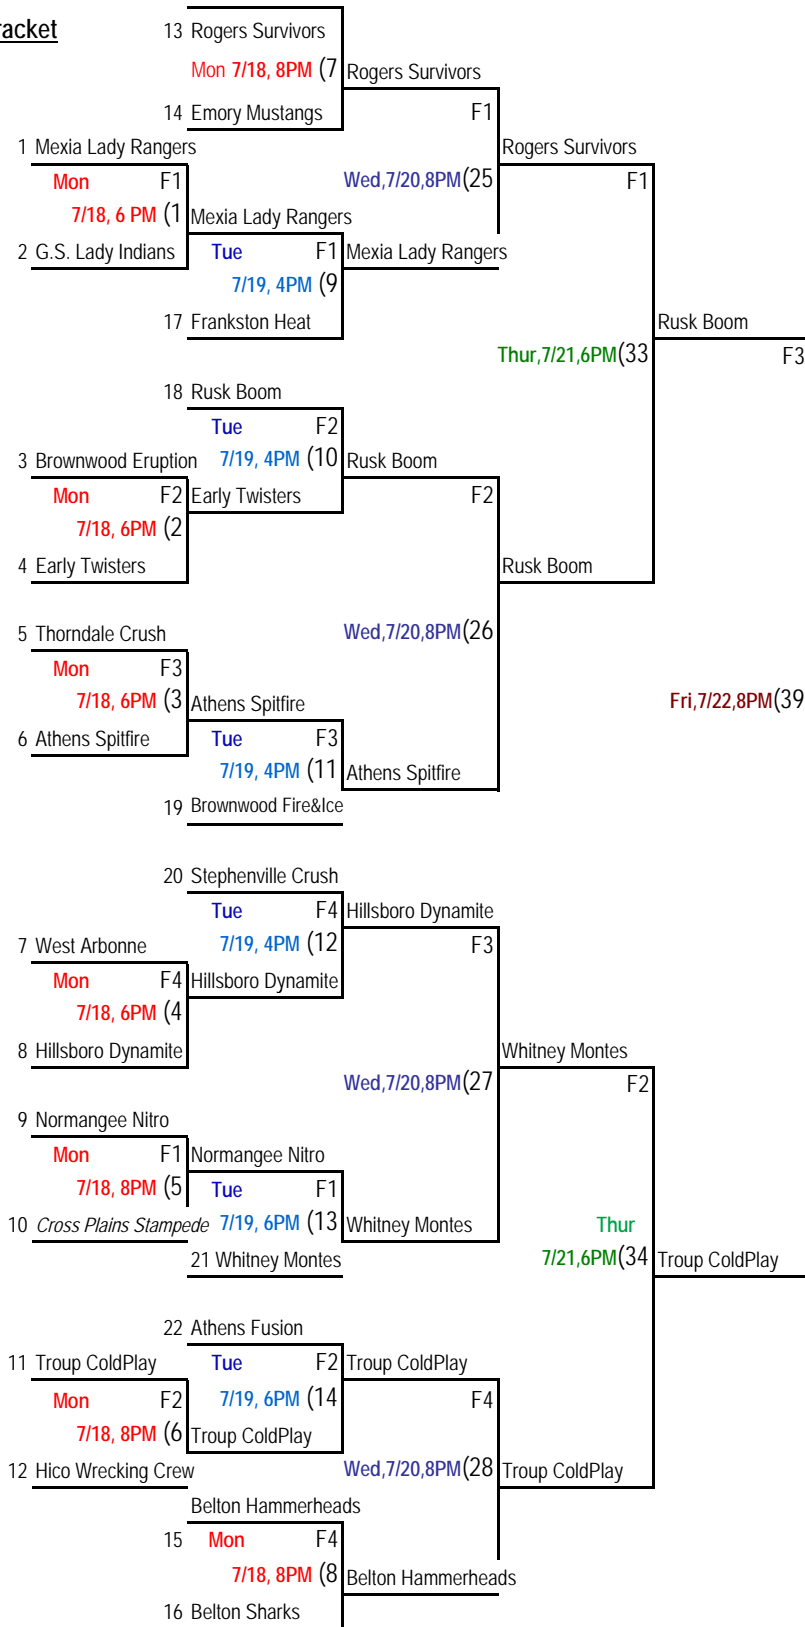 racket
13 Rogers Survivors
Mon 7/18, 8PM (7 Rogers Survivors
14 Emory Mustangs F1
1 Mexia Lady Rangers Rogers Survivors
Mon F1 Wed,7/20,8PM(25 F1
7/18, 6 PM (1 Mexia Lady Rangers
2 G.S. Lady Indians Tue F1 Mexia Lady Rangers
7/19, 4PM (9
17 Frankston Heat Rusk Boom
Thur,7/21,6PM(33 F3
18 Rusk Boom
Tue F2
3 Brownwood Eruption 7/19, 4PM (10 Rusk Boom
Mon F2 Early Twisters F2
7/18, 6PM (2
4 Early Twisters Rusk Boom
5 Thorndale Crush Wed,7/20,8PM(26
Mon F3
7/18, 6PM (3 Athens Spitfire Fri,7/22,8PM(39
6 Athens Spitfire Tue F3
7/19, 4PM (11 Athens Spitfire
19 Brownwood Fire&Ice
20 Stephenville Crush
Tue F4 Hillsboro Dynamite
7 West Arbonne 7/19, 4PM (12 F3
Mon F4 Hillsboro Dynamite
7/18, 6PM (4
8 Hillsboro Dynamite Whitney Montes
Wed,7/20,8PM(27 F2
9 Normangee Nitro
Mon F1 Normangee Nitro
7/18, 8PM (5 Tue F1
10 Cross Plains Stampede 7/19, 6PM (13 Whitney Montes Thur
21 Whitney Montes 7/21,6PM(34 Troup ColdPlay
22 Athens Fusion
11 Troup ColdPlay Tue F2 Troup ColdPlay
Mon F2 7/19, 6PM (14 F4
7/18, 8PM (6 Troup ColdPlay
12 Hico Wrecking Crew Wed,7/20,8PM(28 Troup ColdPlay
Belton Hammerheads
15 Mon F4
7/18, 8PM (8 Belton Hammerheads
16 Belton Sharks